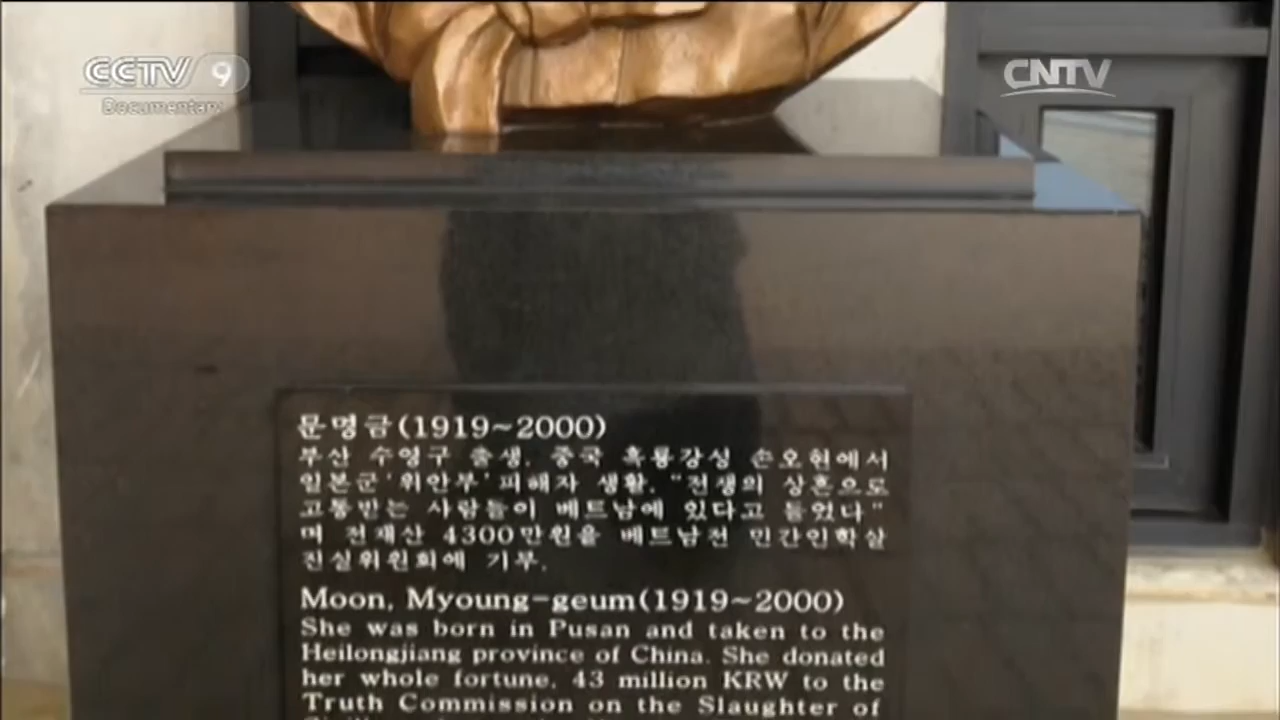 CCTV 9
Documentary
CNTV
문명금(1919~2000)
부산 수영구 출생. 중국 흑룡강성 손오현에서
일본군'위안부'피해자 생활. "전쟁의 상흔으로
고통받는 사람들이 베트남에 있다고 들었다"
며 전재산 4300만원을 베트남전 민간인학살
진실위원회에 기부.
Moon, Myoung-geum(1919~2000)
She was born in Pusan and taken to the
Heilongjiang province of China. She donated
her whole fortune, 43 million KRW to the
Truth Commission on the Slaughter of